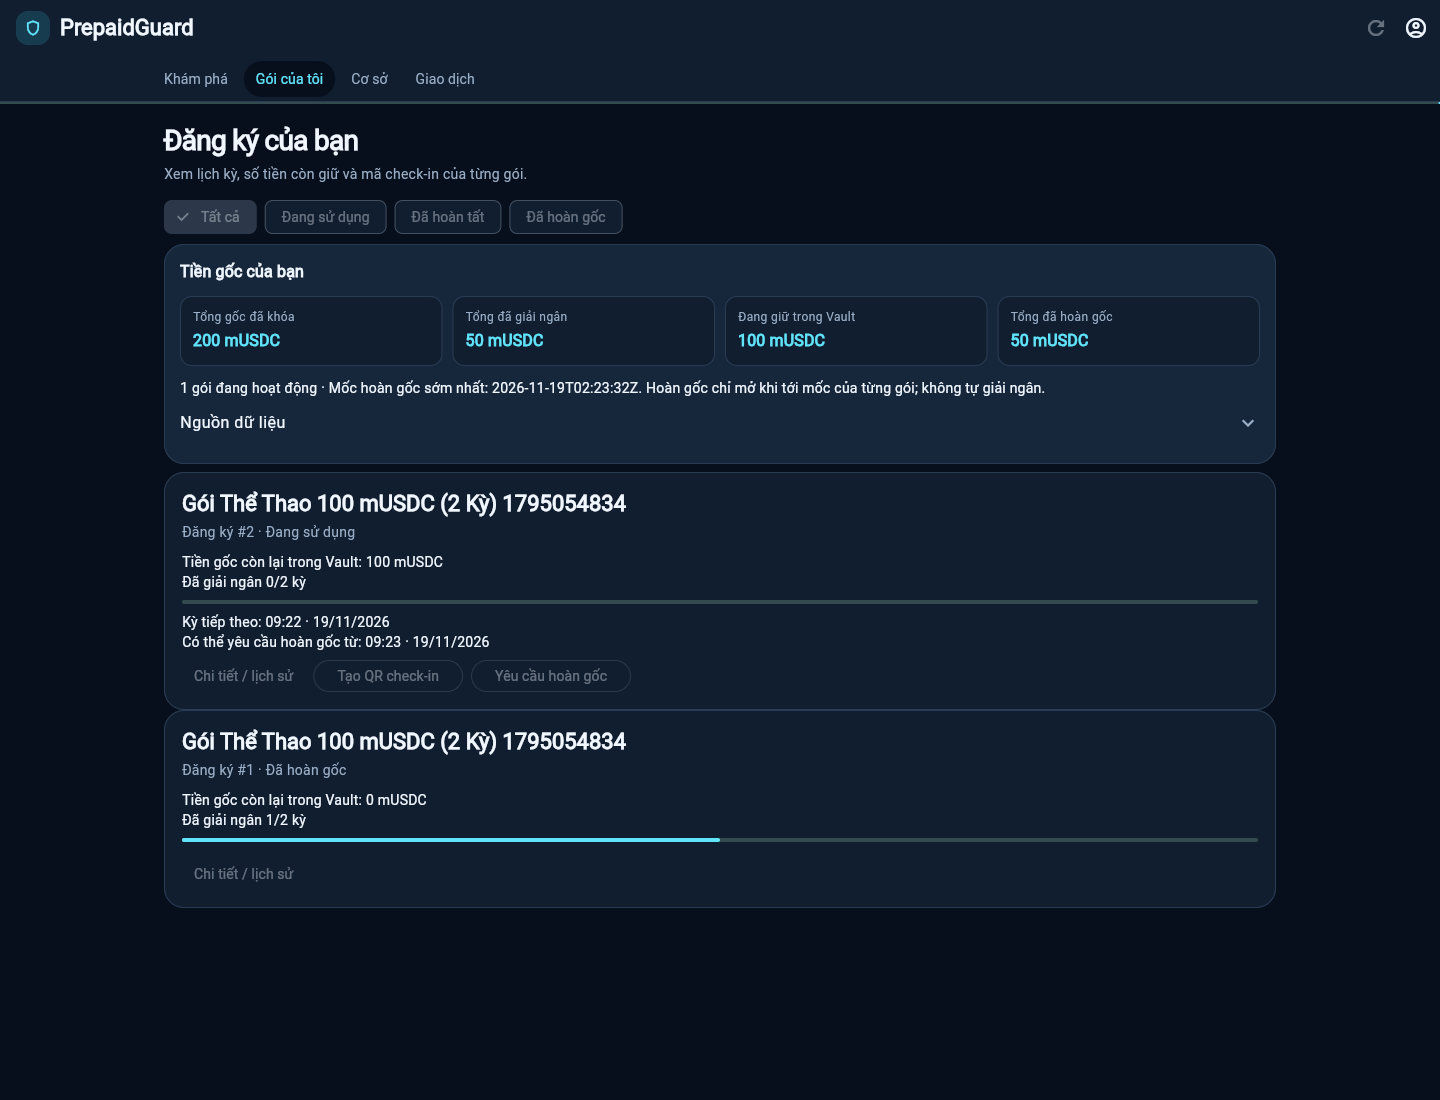 PrepaidGuard
Khám phá
Gói của tôi
Cơ sở
Giao dịch
Đăng ký của bạn
Xem lịch kỳ, số tiền còn giữ và mã check-in của từng gói.
Tất cả
Đang sử dụng
Đã hoàn tất
Đã hoàn gốc
Tiền gốc của bạn
Tổng gốc đã khóa
200 mUSDC
Tổng đã giải ngân
50 mUSDC
Đang giữ trong Vault
100 mUSDC
Tổng đã hoàn gốc
50 mUSDC
1 gói đang hoạt động · Mốc hoàn gốc sớm nhất: 2026-11-19T02:23:32Z. Hoàn gốc chỉ mở khi tới mốc của từng gói; không tự giải ngân.
Nguồn dữ liệu
Gói Thể Thao 100 mUSDC (2 Kỳ) 1795054834
Đăng ký #2 · Đang sử dụng
Tiền gốc còn lại trong Vault: 100 mUSDC
Đã giải ngân 0/2 kỳ
Kỳ tiếp theo: 09:22 · 19/11/2026
Có thể yêu cầu hoàn gốc từ: 09:23 · 19/11/2026
Chi tiết / lịch sử
Tạo QR check-in
Yêu cầu hoàn gốc
Gói Thể Thao 100 mUSDC (2 Kỳ) 1795054834
Đăng ký #1 · Đã hoàn gốc
Tiền gốc còn lại trong Vault: 0 mUSDC
Đã giải ngân 1/2 kỳ
Chi tiết / lịch sử